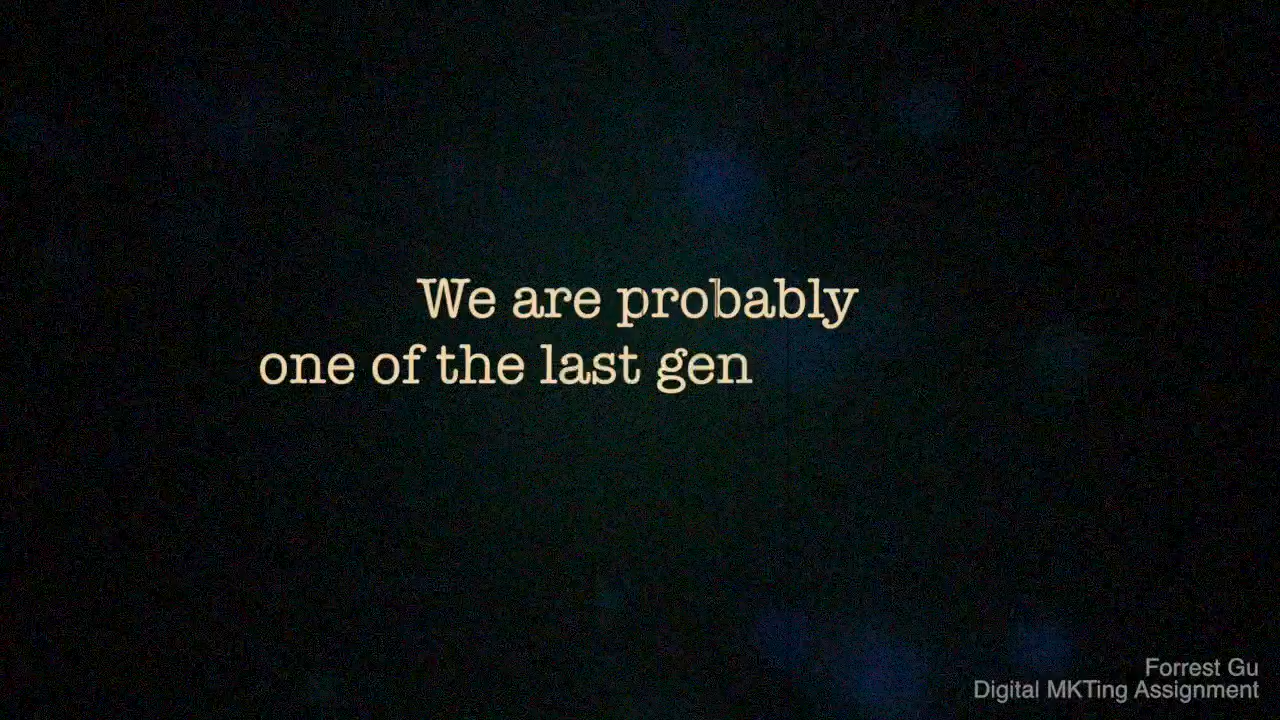 We are probably
one of the last gen
Forrest Gu
Digital MKTing Assignment